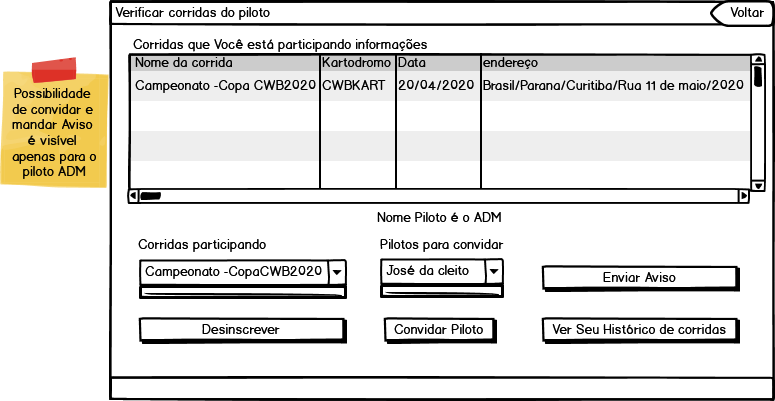 Verificar corridas do piloto
Voltar
Corridas que Você está participando informações
Nome da corrida Kartodromo Data endereço
Campeonato -Copa CWB2020 CWBKART 20/04/2020 Brasil/Parana/Curitiba/Rua 11 de maio/2020
Possibilidade
de convidar e
mandar Aviso
é visível
apenas para o
piloto ADM
Nome Piloto é o ADM
Corridas participando
Pilotos para convidar
Campeonato -CopaCWB2020
José da cleito
Enviar Aviso
Desinscrever
Convidar Piloto
Ver Seu Histórico de corridas